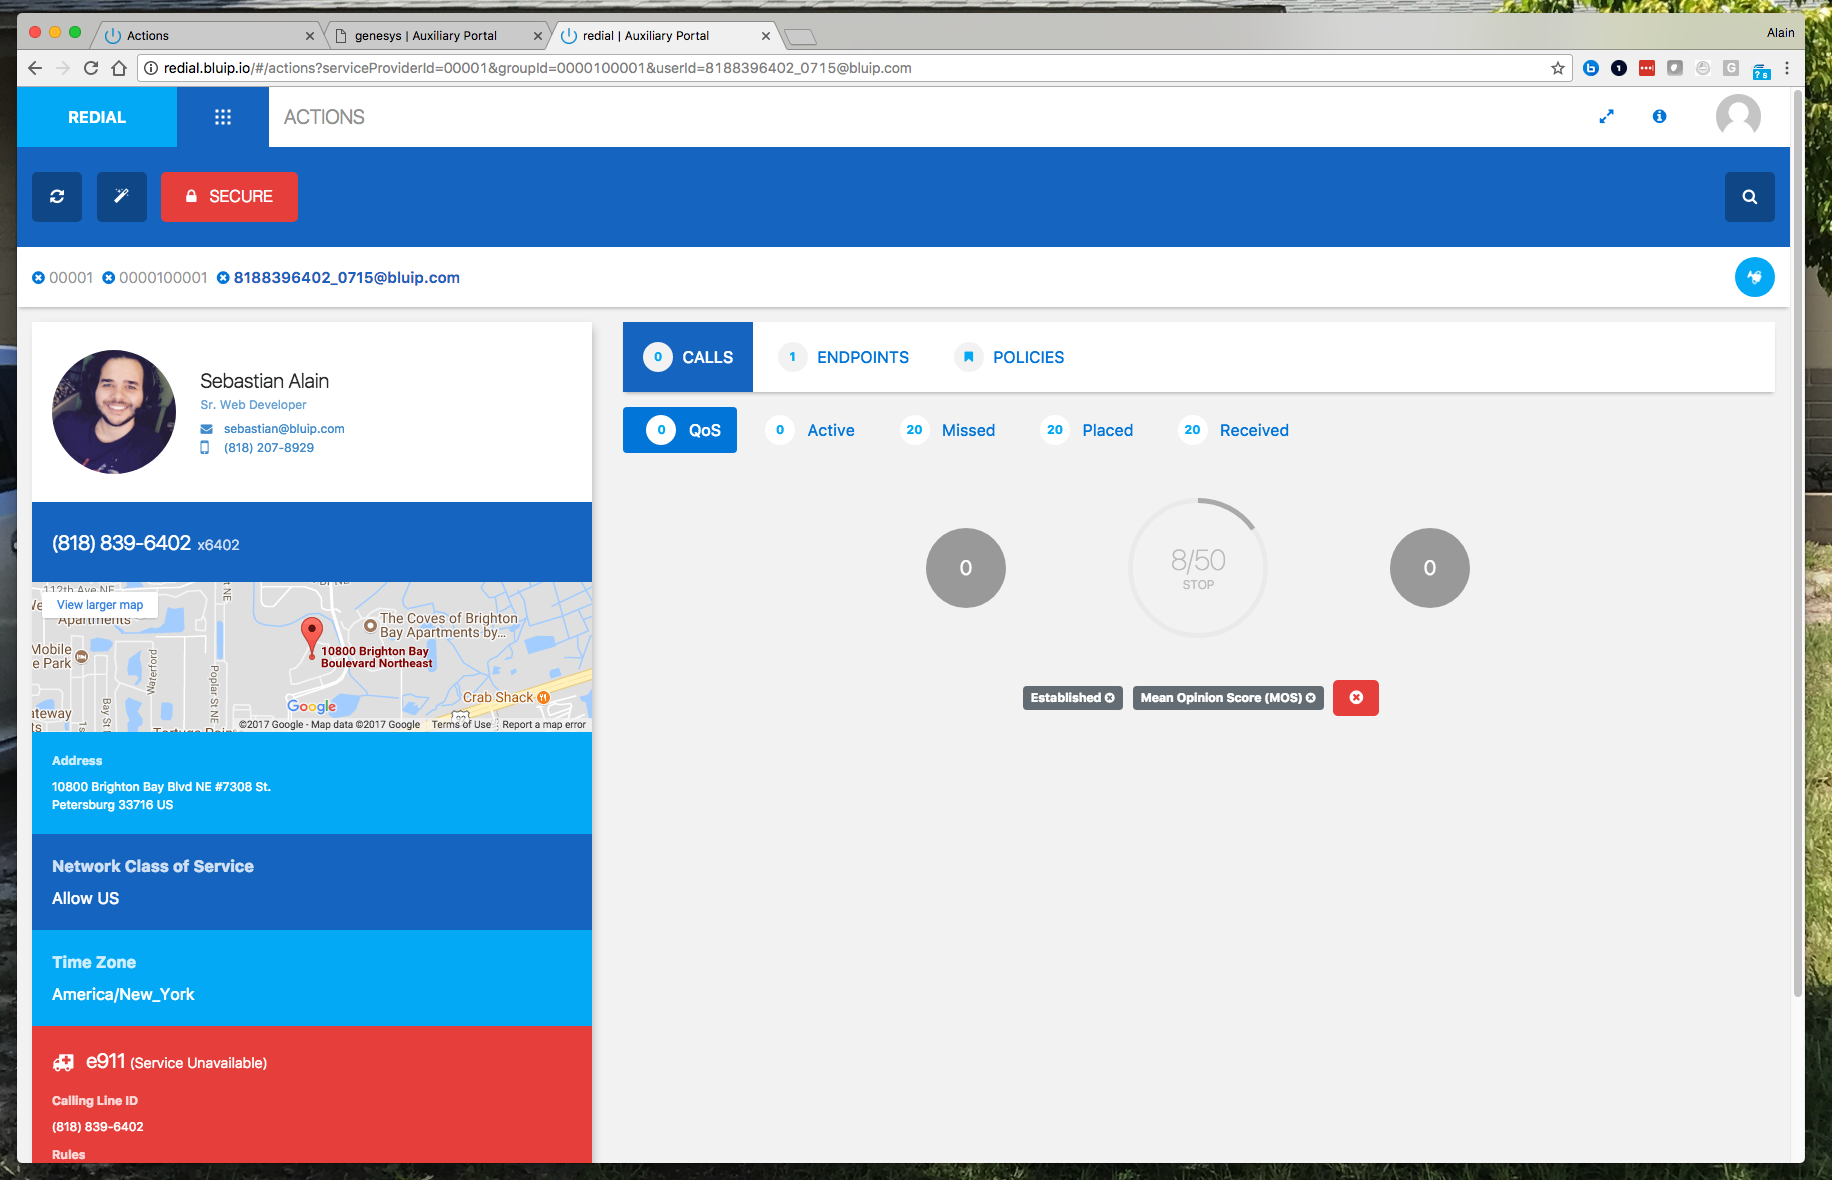 Actions
genesys | Auxiliary Portal
redial | Auxiliary Portal
Alain
redial.bluip.io/#/actions?serviceProviderId=00001&groupId=0000100001&userId=8188396402_0715@bluip.com
REDIAL
ACTIONS
SECURE
00001
0000100001
8188396402_0715@bluip.com
Sebastian Alain
Sr. Web Developer
sebastian@bluip.com
(818) 207-8929
(818) 839-6402 x6402
112th Ave NE
View larger map
Apartments
NE
The Coves of Brighton
Bay Apartments by...
Mobile
e Park
Waterford
Poplar St NE
10800 Brighton Bay
Boulevard Northeast
Crab Shack
Bay St
ateway
Google
©2017 Google - Map data ©2017 Google
Terms of Use
Report a map error
Address
10800 Brighton Bay Blvd NE #7308 St.
Petersburg 33716 US
Network Class of Service
Allow US
Time Zone
America/New_York
e911 (Service Unavailable)
Calling Line ID
(818) 839-6402
Rules
0 CALLS
1 ENDPOINTS
POLICIES
0 QoS
0 Active
20 Missed
20 Placed
20 Received
0
8/50
STOP
0
Established
Mean Opinion Score (MOS)